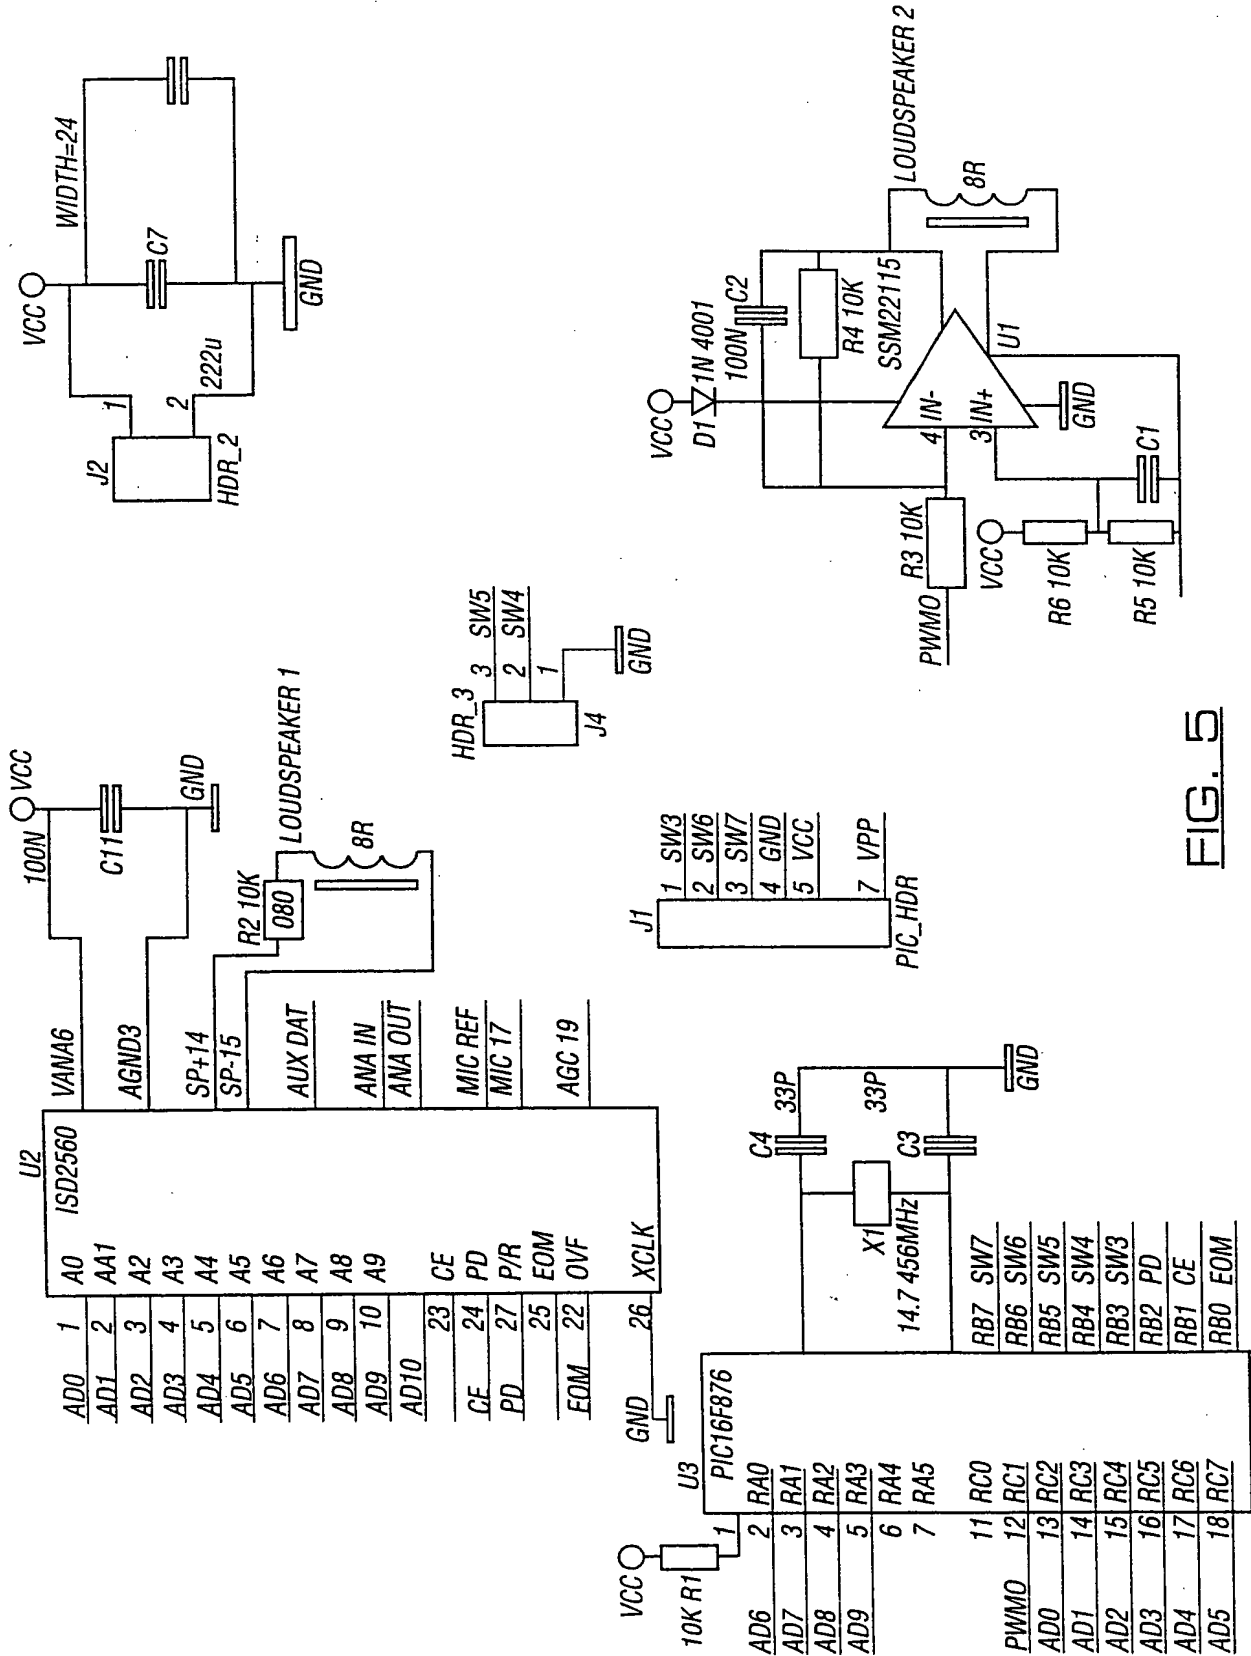 VCC
WIDTH=24
C7
J2
1
2
222u
HDR_2
GND
VCC
100N
C11
GND
VANA6
AGND3
SP+14
SP-15
AUX DAT
ANA IN
ANA OUT
MIC REF
MIC 17
AGC 19
R2 10K
080
LOUDSPEAKER 1
8R
U2
ISD2560
AD0 1 A0
AD1 2 AA1
AD2 3 A2
AD3 4 A3
AD4 5 A4
AD5 6 A5
AD6 7 A6
AD7 8 A7
AD8 9 A8
AD9 10 A9
AD10
23 CE
CE 24 PD
PD 27 P/R
25 EOM
EOM 22 OVF
26 XCLK
GND
HDR_3
3 SW5
2 SW4
1
J4
GND
VCC
D1
1N 4001
100N
C2
R4 10K
SSM22115
LOUDSPEAKER 2
8R
4 IN-
3 IN+
U1
GND
PWMO
R3 10K
VCC
R6 10K
R5 10K
C1
J1
1 SW3
2 SW6
3 SW7
4 GND
5 VCC
7 VPP
PIC_HDR
U3
PIC16F876
VCC
10K R1
1
AD6 2 RA0
AD7 3 RA1
AD8 4 RA2
AD9 5 RA3
6 RA4
7 RA5
11 RC0
PWMO 12 RC1
AD0 13 RC2
AD1 14 RC3
AD2 15 RC4
AD3 16 RC5
AD4 17 RC6
AD5 18 RC7
C4
33P
X1
14.7 456MHz
C3
33P
GND
RB7 SW7
RB6 SW6
RB5 SW5
RB4 SW4
RB3 SW3
RB2 PD
RB1 CE
RB0 EOM
FIG. 5